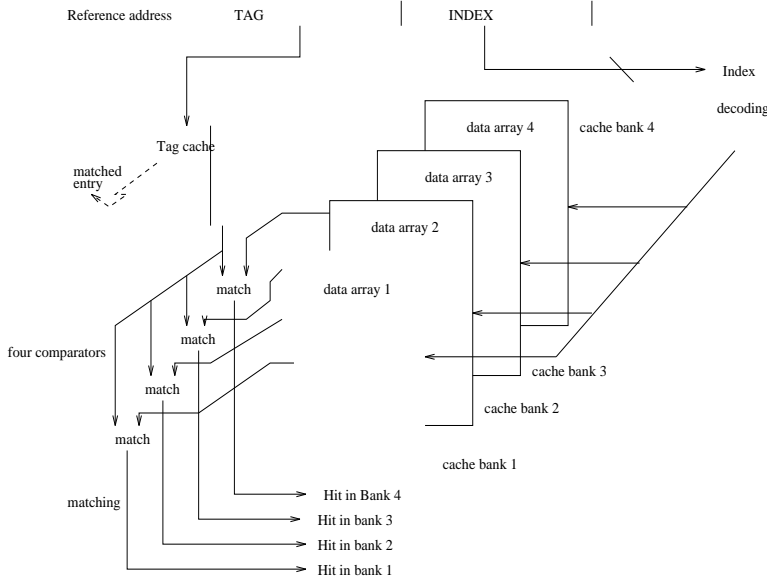 Reference address
TAG
INDEX
Index
decoding
data array 4
cache bank 4
Tag cache
matched
entry
data array 3
data array 2
match
data array 1
match
four comparators
cache bank 3
match
cache bank 2
match
cache bank 1
matching
Hit in Bank 4
Hit in bank 3
Hit in bank 2
Hit in bank 1